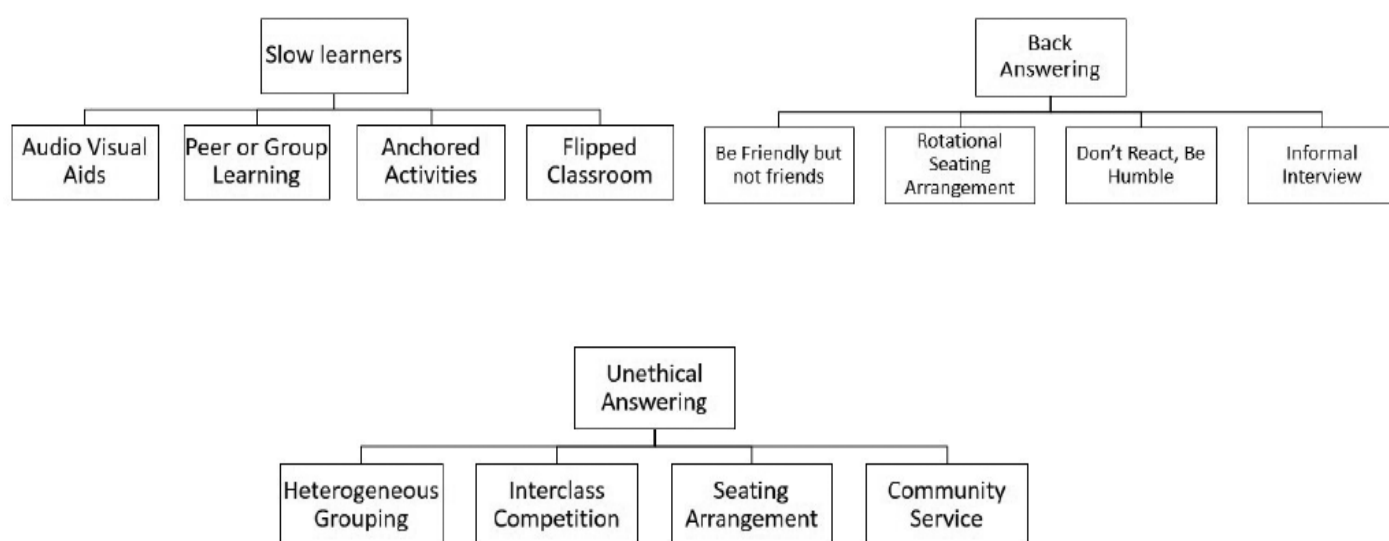 Slow learners
Audio Visual
Aids
Peer or Group
Learning
Anchored
Activities
Flipped
Classroom
Back
Answering
Be Friendly but
not friends
Rotational
Seating
Arrangement
Don't React, Be
Humble
Informal
Interview
Unethical
Answering
Heterogeneous
Grouping
Interclass
Competition
Seating
Arrangement
Community
Service